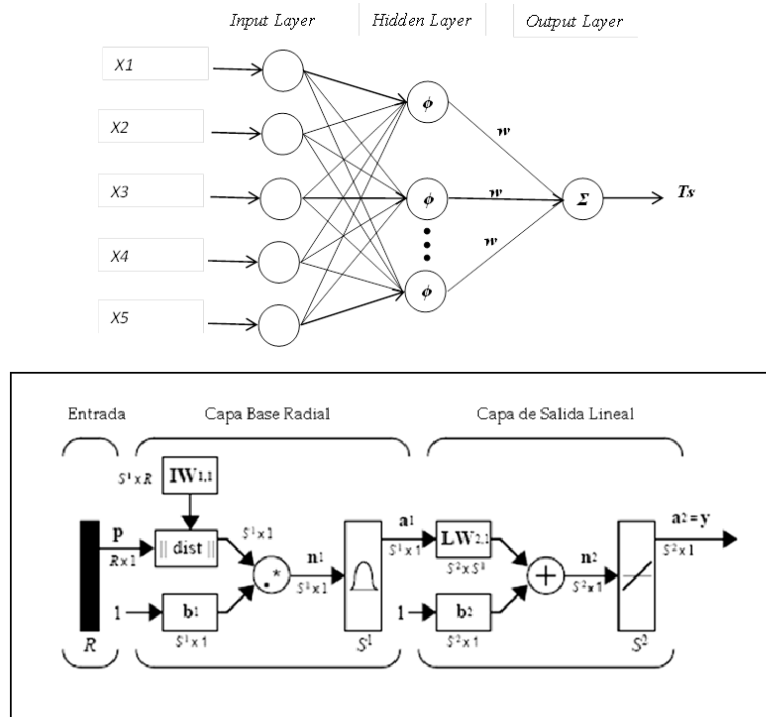 Input Layer Hidden Layer Output Layer
X1
X2
X3
X4
X5
ϕ
ϕ
ϕ
w
w
w
Σ
Ts
Entrada Capa Base Radial Capa de Salida Lineal
S¹ x R
IW1,1
p
R x 1
|| dist ||
S¹ x 1
.*
n1
S¹ x 1
a1
S¹ x 1
LW2,1
S² x S¹
+
n2
S² x 1
a2 = y
S² x 1
1
b1
S¹ x 1
1
b2
S² x 1
R
S¹
S²